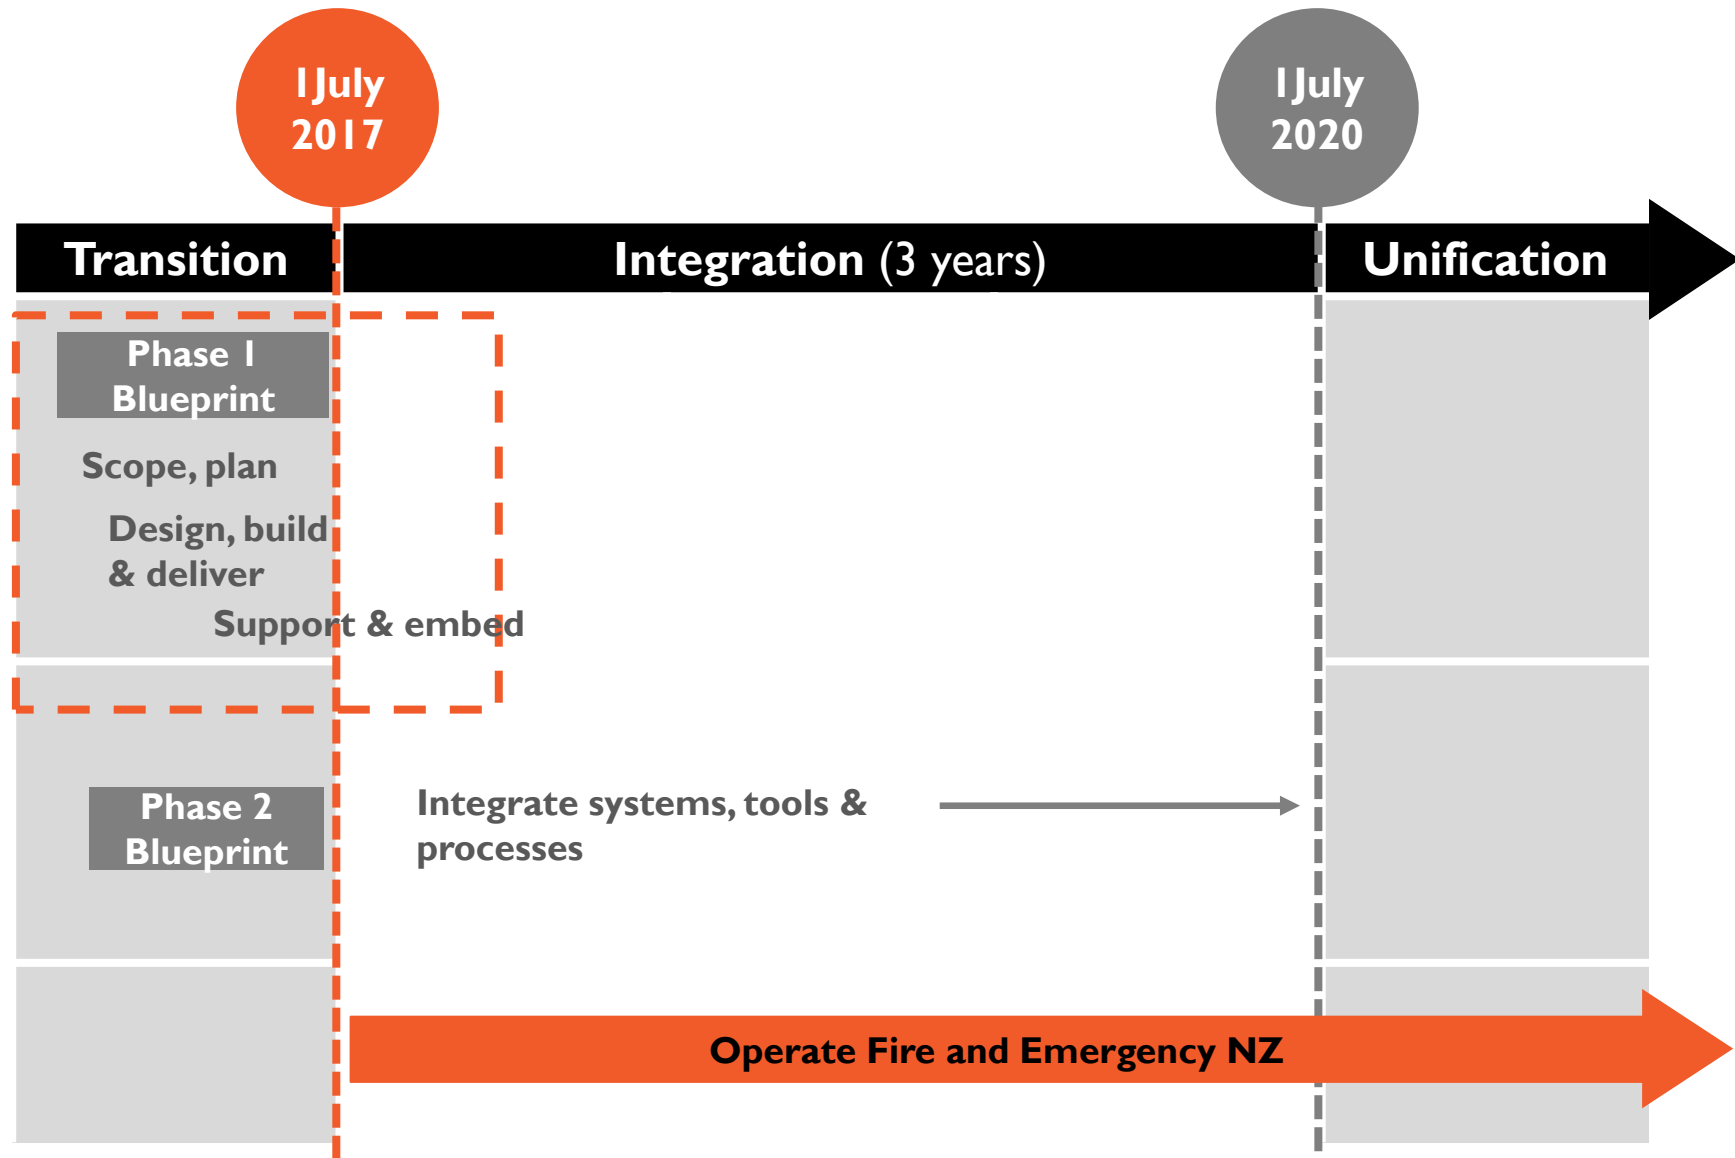 1 July
2017
1 July
2020
Transition
Integration (3 years)
Unification
Phase 1
Blueprint
Scope, plan
Design, build
& deliver
Support & embed
Phase 2
Blueprint
Integrate systems, tools &
processes
Operate Fire and Emergency NZ